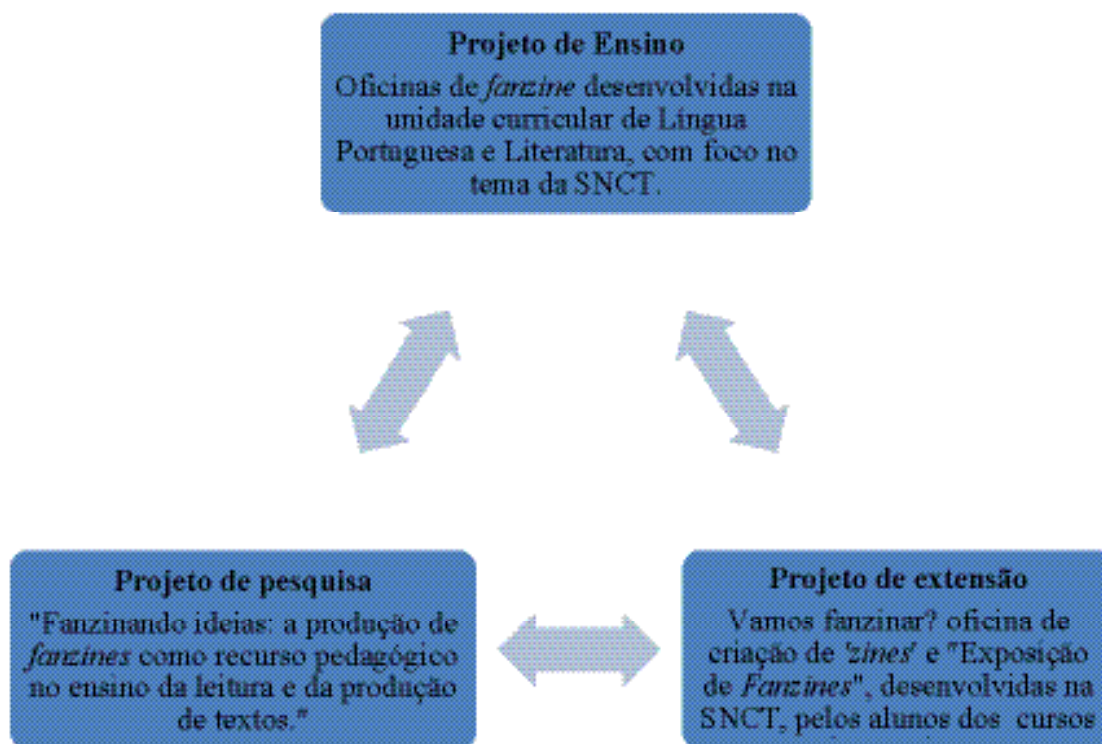 Projeto de Ensino
Oficinas de fanzine desenvolvidas na
unidade curricular de Língua
Portuguesa e Literatura, com foco no
tema da SNCT.
Projeto de pesquisa
"Fanzinando ideias: a produção de
fanzines como recurso pedagógico
no ensino da leitura e da produção
de textos."
Projeto de extensão
Vamos fanzinar? oficina de
criação de 'zines' e "Exposição
de Fanzines", desenvolvidas na
SNCT, pelos alunos dos cursos